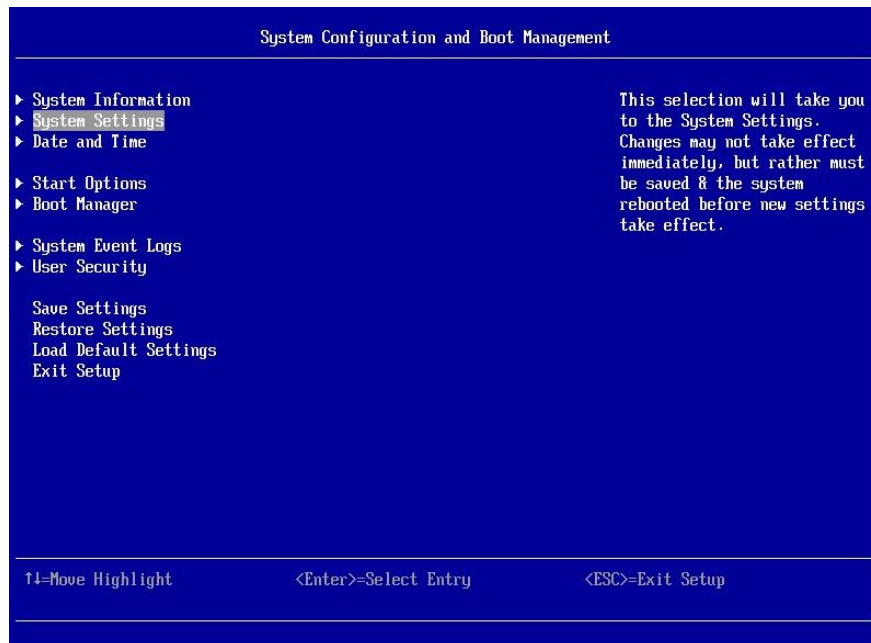 System Configuration and Boot Management
▶ System Information
▶ System Settings
▶ Date and Time
▶ Start Options
▶ Boot Manager
▶ System Event Logs
▶ User Security
Save Settings
Restore Settings
Load Default Settings
Exit Setup
This selection will take you
to the System Settings.
Changes may not take effect
immediately, but rather must
be saved & the system
rebooted before new settings
take effect.
↑↓=Move Highlight <Enter>=Select Entry <ESC>=Exit Setup